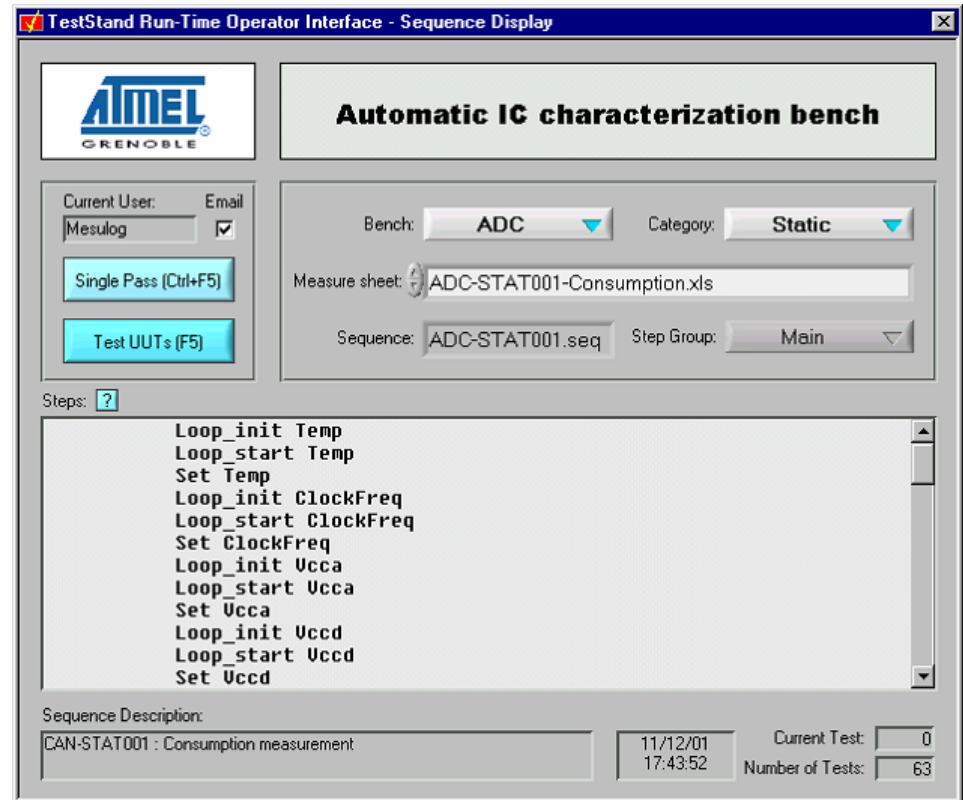 TestStand Run-Time Operator Interface - Sequence Display
ATMEL
GRENOBLE
Automatic IC characterization bench
Current User: Email
Mesulog
Single Pass (Ctrl+F5)
Test UUTs (F5)
Bench: ADC Category: Static
Measure sheet: ADC-STAT001-Consumption.xls
Sequence: ADC-STAT001.seq Step Group: Main
Steps: ?
Loop_init Temp
Loop_start Temp
Set Temp
Loop_init ClockFreq
Loop_start ClockFreq
Set ClockFreq
Loop_init Vcca
Loop_start Vcca
Set Vcca
Loop_init Vccd
Loop_start Vccd
Set Vccd
Sequence Description:
CAN-STAT001 : Consumption measurement
11/12/01
17:43:52
Current Test: 0
Number of Tests: 63